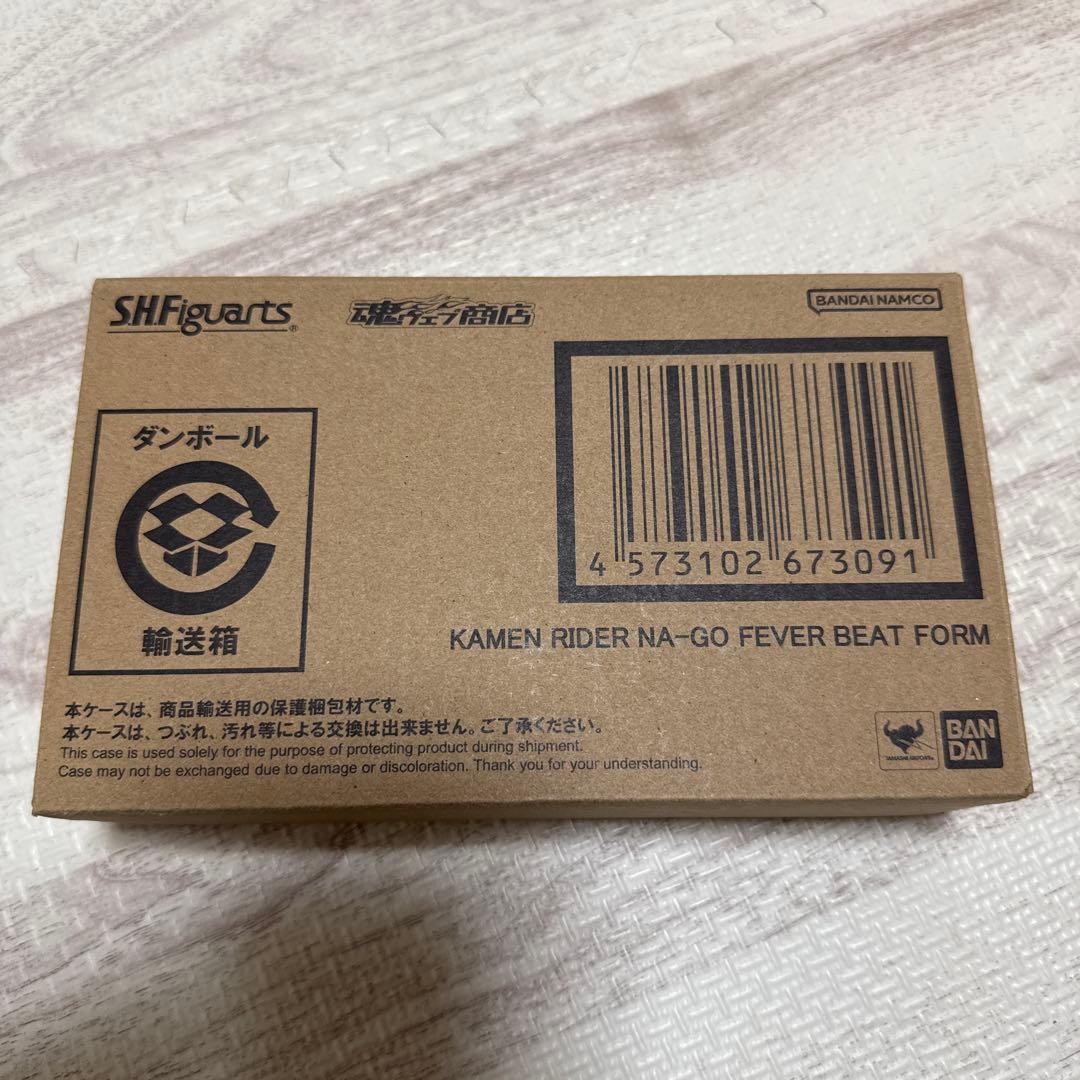 S.H.Figuarts®
魂ウェブ商店
BANDAI NAMCO
ダンボール
輸送箱
4 573102 673091
KAMEN RIDER NA-GO FEVER BEAT FORM
本ケースは、商品輸送用の保護梱包材です。
本ケースは、つぶれ、汚れ等による交換は出来ません。ご了承ください。
This case is used solely for the purpose of protecting product during shipment.
Case may not be exchanged due to damage or discoloration. Thank you for your understanding.
TAMASHII NATIONS
BAN
DAI